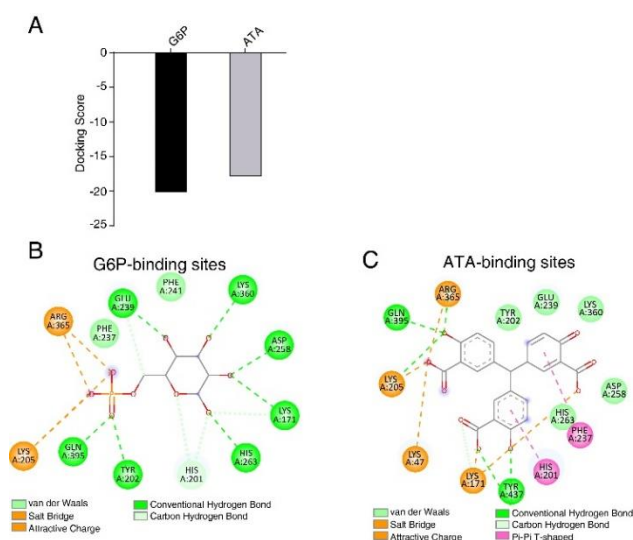 A
G6P
ATA
0
-5
-10
-15
-20
-25
Docking Score
B
G6P-binding sites
PHE
A:241
GLU
A:239
LYS
A:360
ARG
A:365
PHE
A:237
ASP
A:258
LYS
A:171
LYS
A:205
GLN
A:395
TYR
A:202
HIS
A:201
HIS
A:263
van der Waals
Salt Bridge
Attractive Charge
Conventional Hydrogen Bond
Carbon Hydrogen Bond
C
ATA-binding sites
ARG
A:365
GLN
A:395
TYR
A:202
GLU
A:239
LYS
A:360
LYS
A:205
ASP
A:258
HIS
A:263
PHE
A:237
LYS
A:47
LYS
A:171
HIS
A:201
TYR
A:437
van der Waals
Salt Bridge
Attractive Charge
Conventional Hydrogen Bond
Carbon Hydrogen Bond
Pi-Pi T-shaped